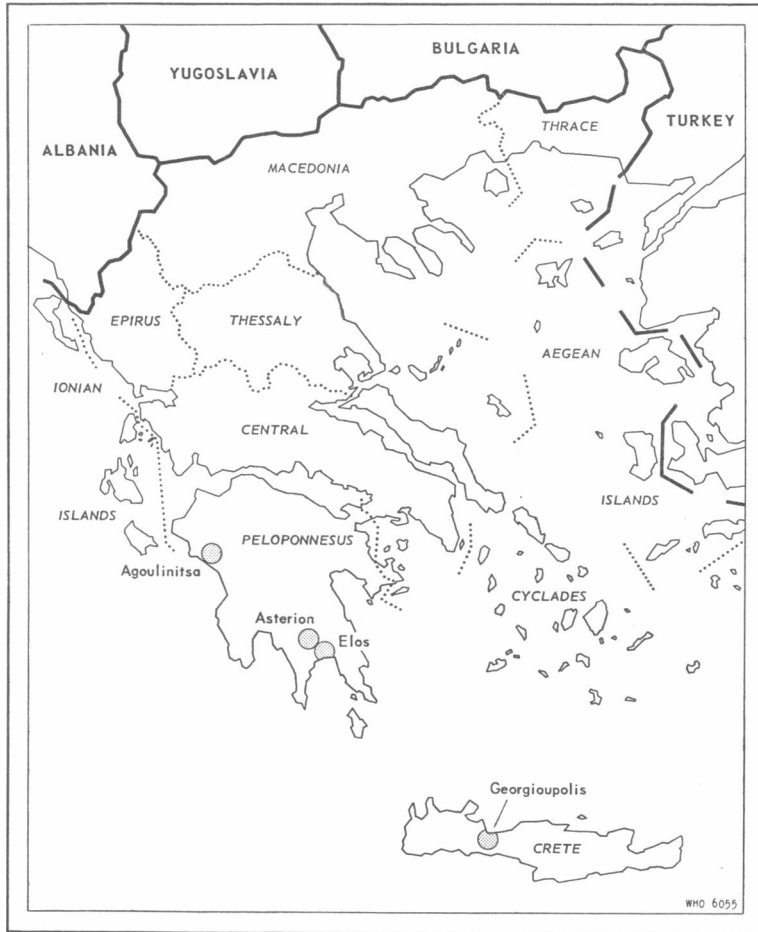 BULGARIA
YUGOSLAVIA
TURKEY
THRACE
ALBANIA
MACEDONIA
EPIRUS
THESSALY
AEGEAN
IONIAN
CENTRAL
ISLANDS
ISLANDS
PELOPONNESUS
Agoulinitsa
CYCLADES
Asterion
Elos
Georgioupolis
CRETE
WHO 6055